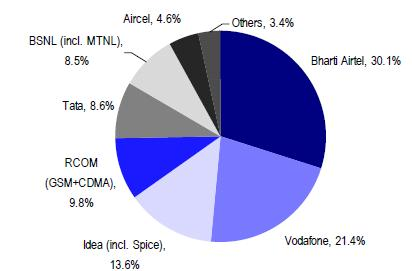 Aircel, 4.6%
Others, 3.4%
BSNL (incl. MTNL),
8.5%
Bharti Airtel, 30.1%
Tata, 8.6%
RCOM
(GSM+CDMA),
9.8%
Vodafone, 21.4%
Idea (incl. Spice),
13.6%